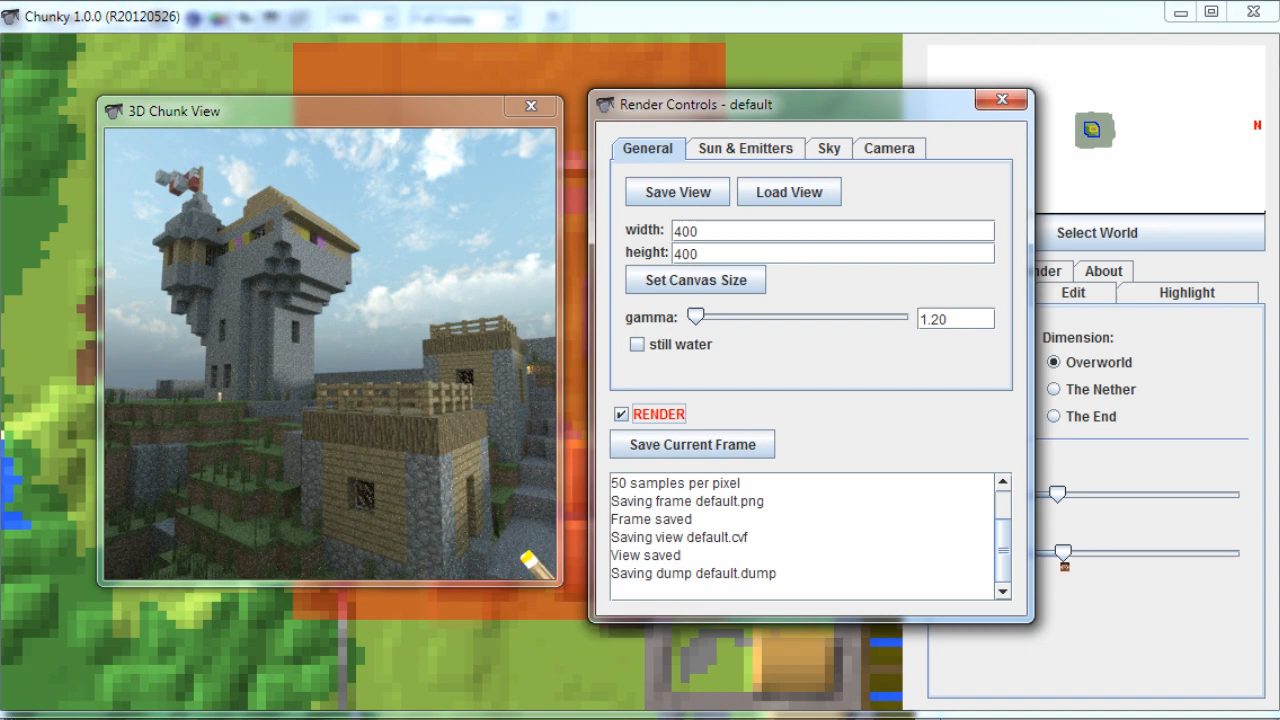 Chunky 1.0.0 (R20120526)
3D Chunk View
Render Controls - default
General
Sun & Emitters
Sky
Camera
Save View
Load View
width:
400
height:
400
Set Canvas Size
gamma:
1.20
still water
RENDER
Save Current Frame
50 samples per pixel
Saving frame default.png
Frame saved
Saving view default.cvf
View saved
Saving dump default.dump
N
Select World
nder
About
Edit
Highlight
Dimension:
Overworld
The Nether
The End